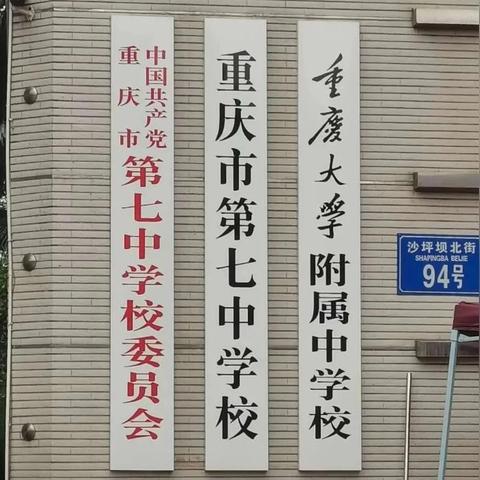 中国共产党
重庆市
第七中学校委员会
重庆市第七中学校
重慶大學
附属中学校
沙坪坝北街
SHAPINGBA BEIJIE
94号